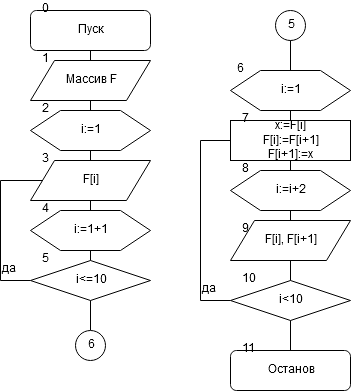 0
Пуск
1
Массив F
2
i:=1
3
F[i]
4
i:=1+1
5
i<=10
да
6
5
6
i:=1
7
x:=F[i]
F[i]:=F[i+1]
F[i+1]:=x
8
i:=i+2
9
F[i], F[i+1]
10
i<10
да
11
Останов